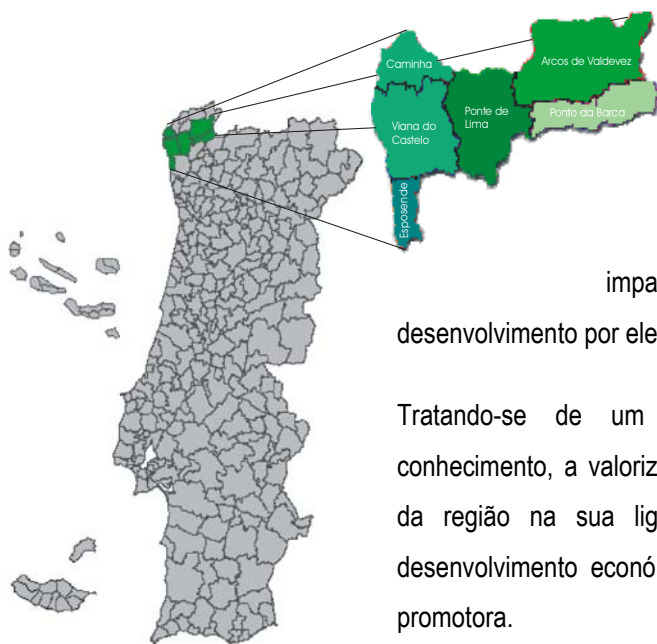 Caminha
Arcos de Valdevez
Viana do
Castelo
Ponte de
Lima
Ponte da Barca
Esposende
impa
desenvolvimento por ele
Tratando-se de um
conhecimento, a valoriz
da região na sua lig
desenvolvimento econó
promotora.